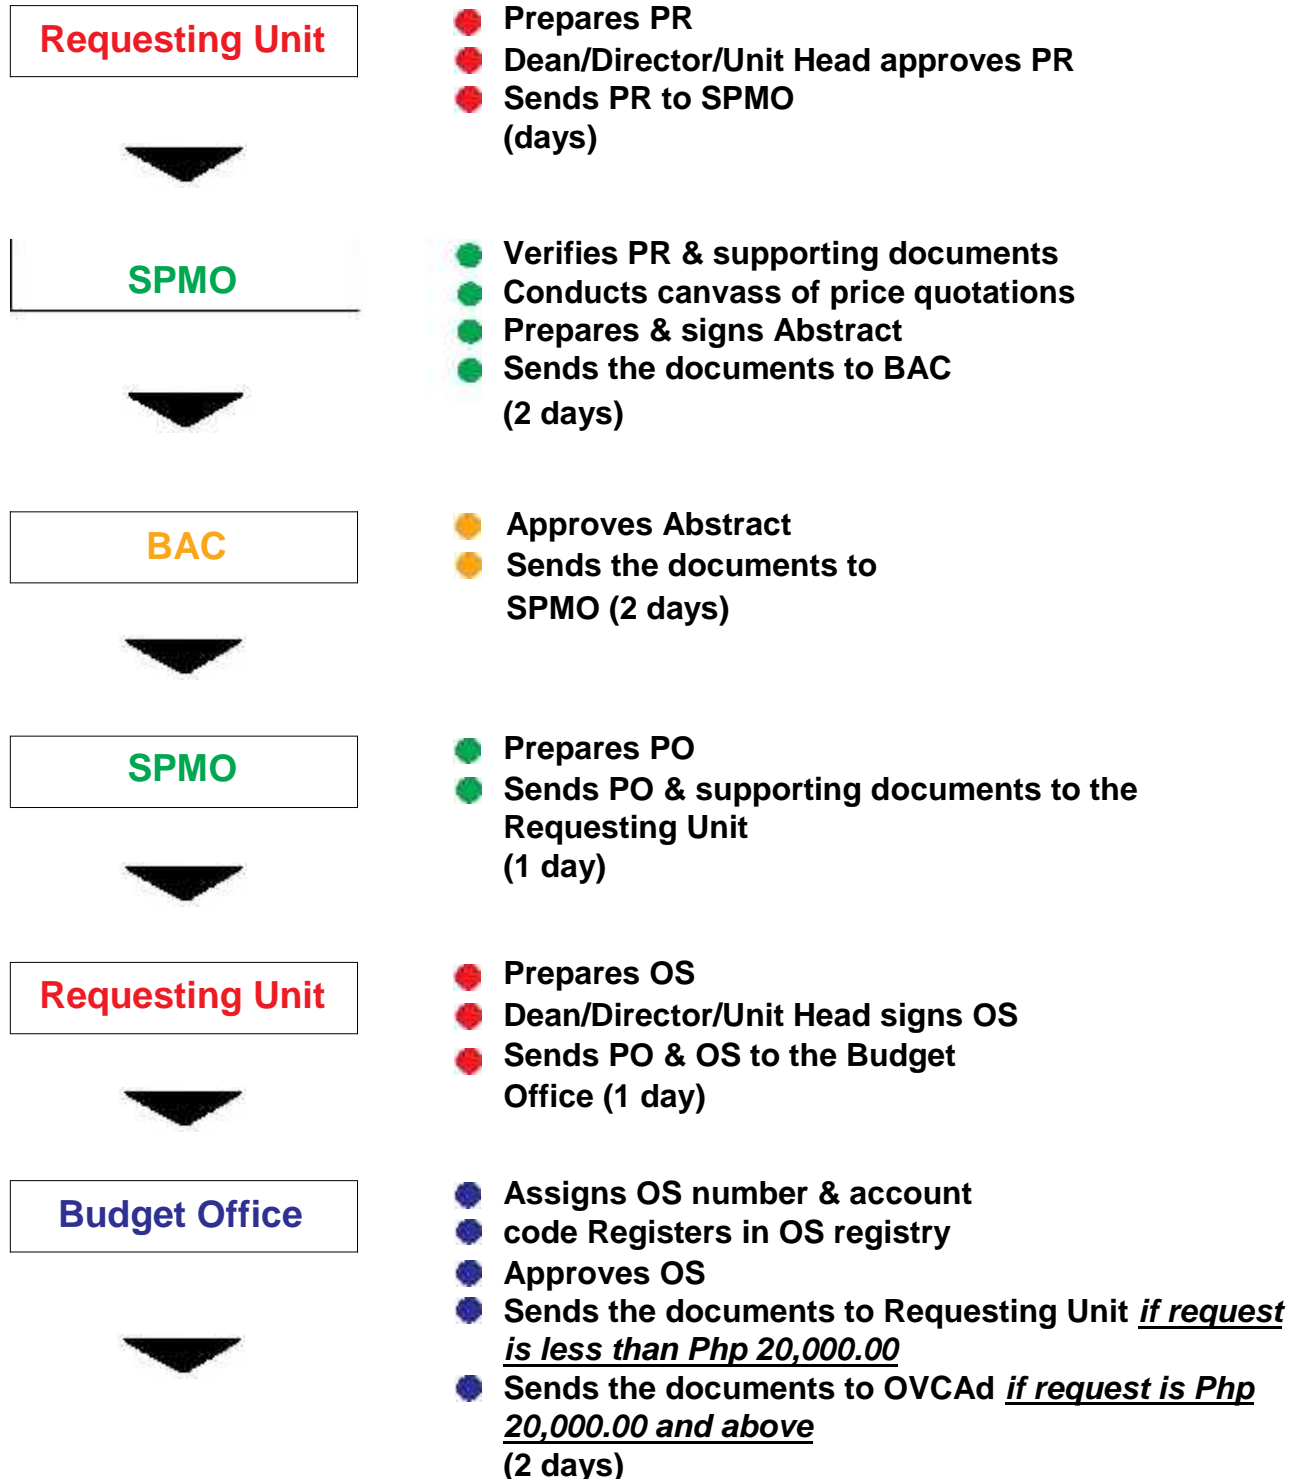 Requesting Unit
Prepares PR
Dean/Director/Unit Head approves PR
Sends PR to SPMO
(days)
SPMO
Verifies PR & supporting documents
Conducts canvass of price quotations
Prepares & signs Abstract
Sends the documents to BAC
(2 days)
BAC
Approves Abstract
Sends the documents to
SPMO (2 days)
SPMO
Prepares PO
Sends PO & supporting documents to the
Requesting Unit
(1 day)
Requesting Unit
Prepares OS
Dean/Director/Unit Head signs OS
Sends PO & OS to the Budget
Office (1 day)
Budget Office
Assigns OS number & account
code Registers in OS registry
Approves OS
Sends the documents to Requesting Unit if request
is less than Php 20,000.00
Sends the documents to OVCAd if request is Php
20,000.00 and above
(2 days)